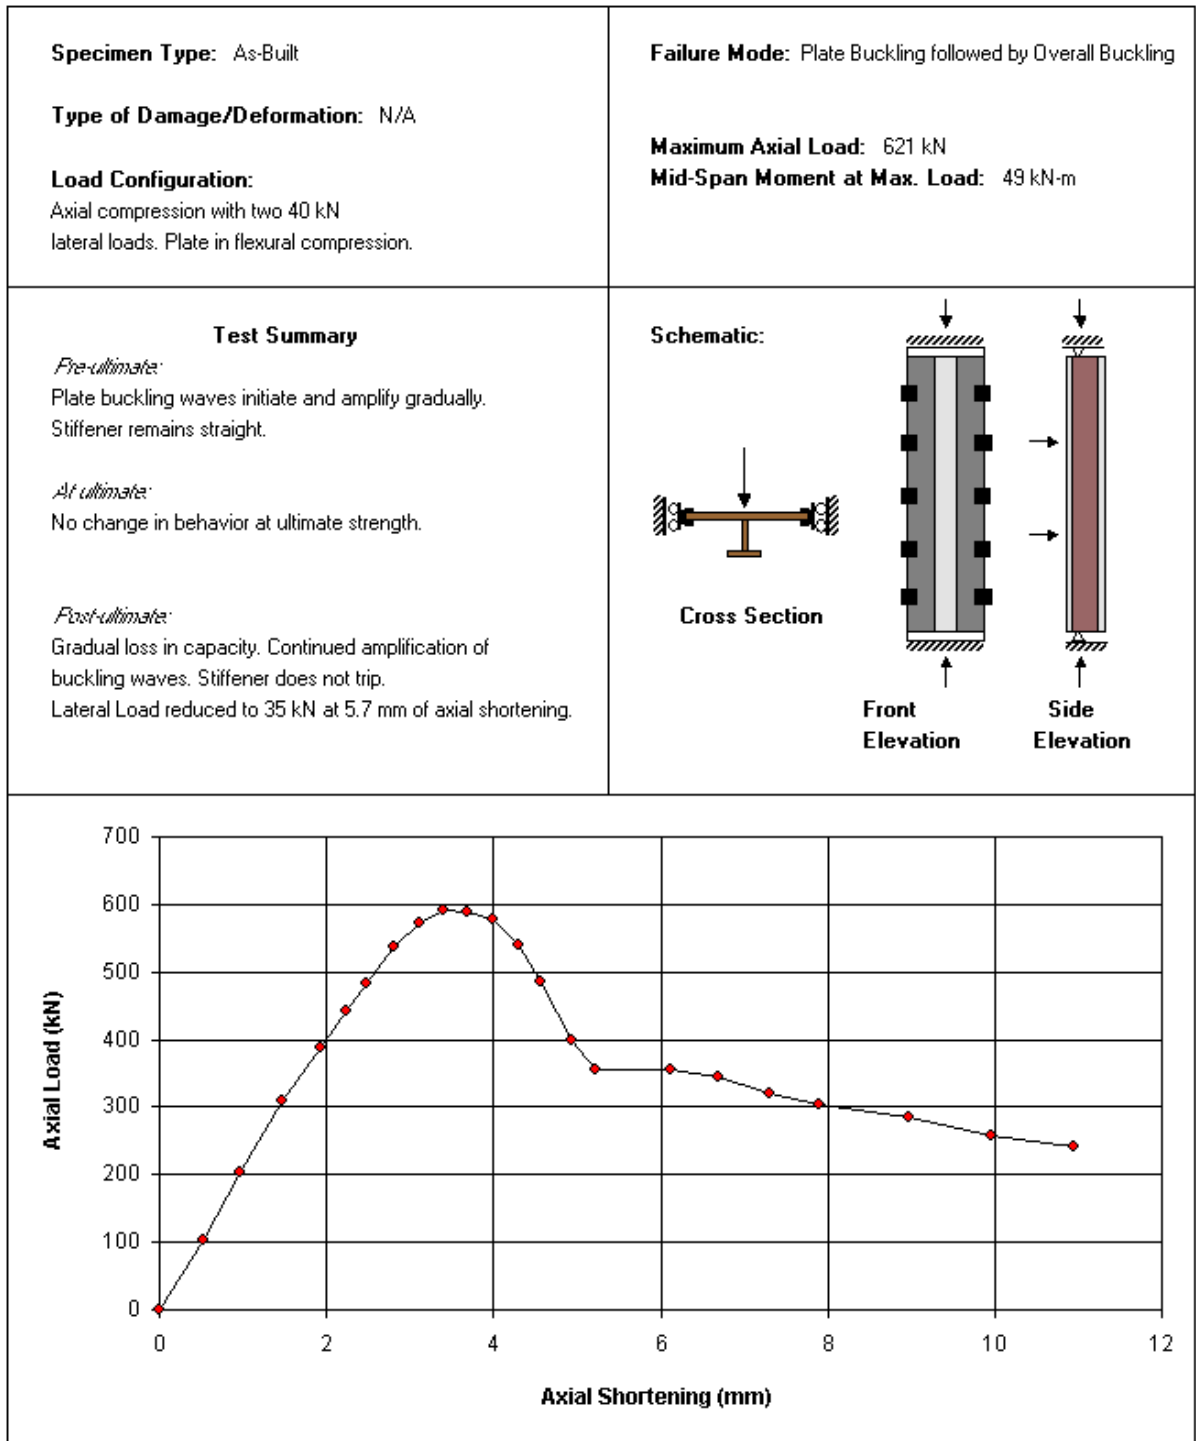 Specimen Type: As-Built
Type of Damage/Deformation: N/A
Load Configuration:
Axial compression with two 40 kN
lateral loads. Plate in flexural compression.
Failure Mode: Plate Buckling followed by Overall Buckling
Maximum Axial Load: 621 kN
Mid-Span Moment at Max. Load: 49 kN-m
Test Summary
Pre-ultimate:
Plate buckling waves initiate and amplify gradually.
Stiffener remains straight.
At ultimate:
No change in behavior at ultimate strength.
Post-ultimate:
Gradual loss in capacity. Continued amplification of
buckling waves. Stiffener does not trip.
Lateral Load reduced to 35 kN at 5.7 mm of axial shortening.
Schematic:
Cross Section
Front
Elevation
Side
Elevation
700
600
500
400
300
200
100
0
Axial Load (kN)
0 2 4 6 8 10 12
Axial Shortening (mm)